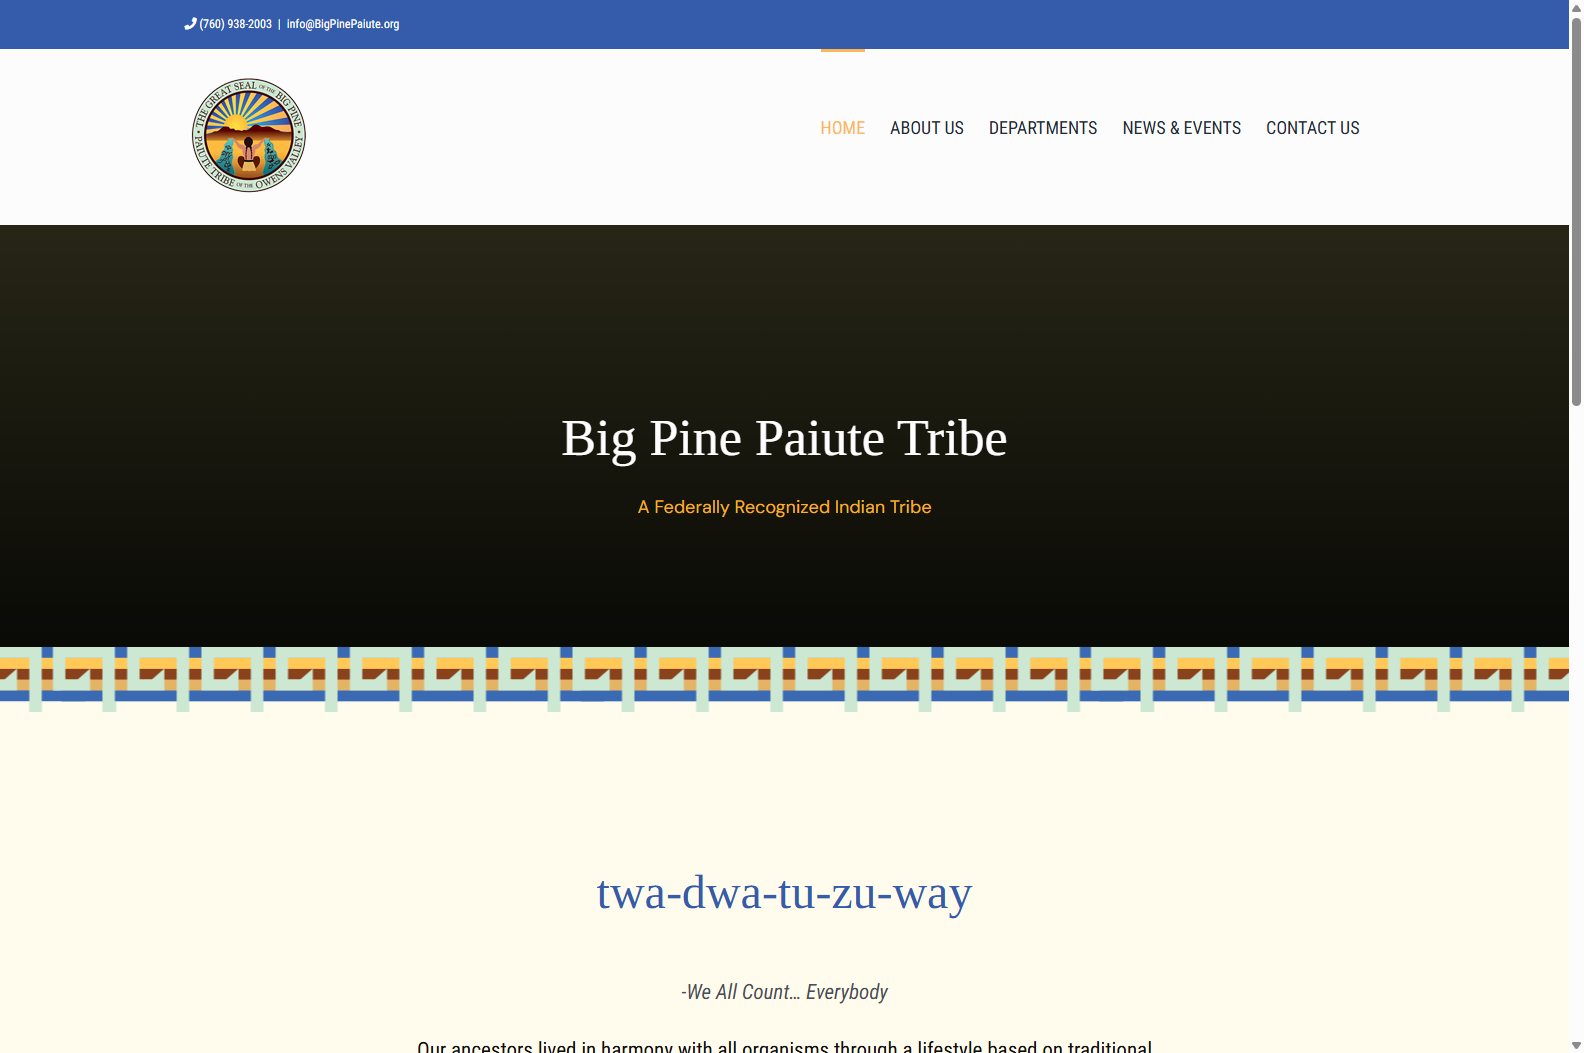 (760) 938-2003 | info@BigPinePaiute.org
THE GREAT SEAL OF THE BIG PINE
PAIUTE TRIBE OF THE OWENS VALLEY
HOME ABOUT US DEPARTMENTS NEWS & EVENTS CONTACT US
Big Pine Paiute Tribe
A Federally Recognized Indian Tribe
twa-dwa-tu-zu-way
-We All Count... Everybody
Our ancestors lived in harmony with all organisms through a lifestyle based on traditional